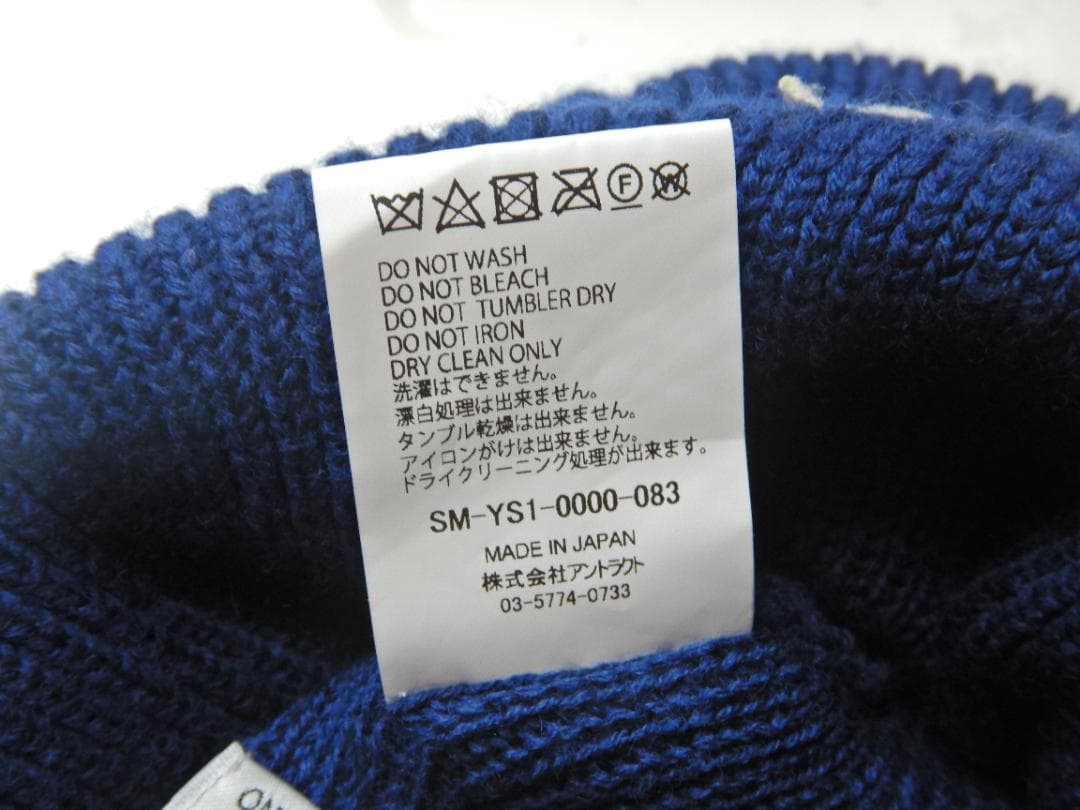 F W
DO NOT WASH
DO NOT BLEACH
DO NOT TUMBLER DRY
DO NOT IRON
DRY CLEAN ONLY
洗濯はできません。
漂白処理は出来ません。
タンブル乾燥は出来ません。
アイロンがけは出来ません。
ドライクリーニング処理が出来ます。
SM-YS1-0000-083
MADE IN JAPAN
株式会社アントラクト
03-5774-0733